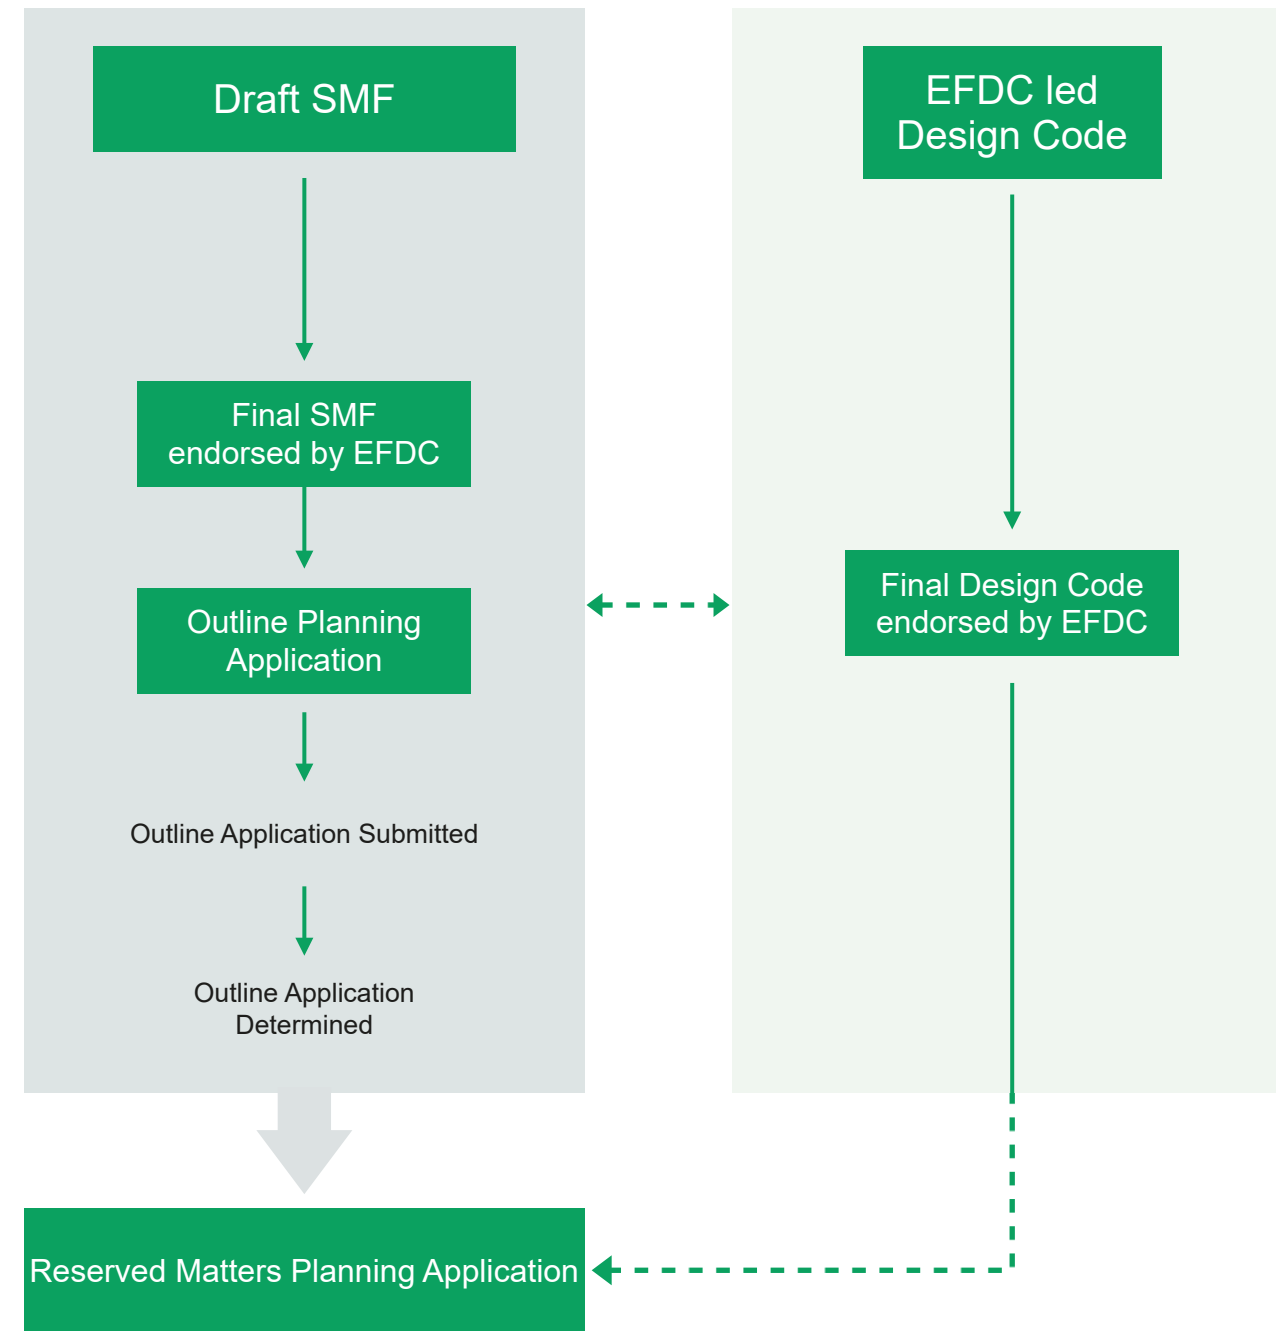 Draft SMF
Final SMF
endorsed by EFDC
Outline Planning
Application
Outline Application Submitted
Outline Application
Determined
EFDC led
Design Code
Final Design Code
endorsed by EFDC
Reserved Matters Planning Application